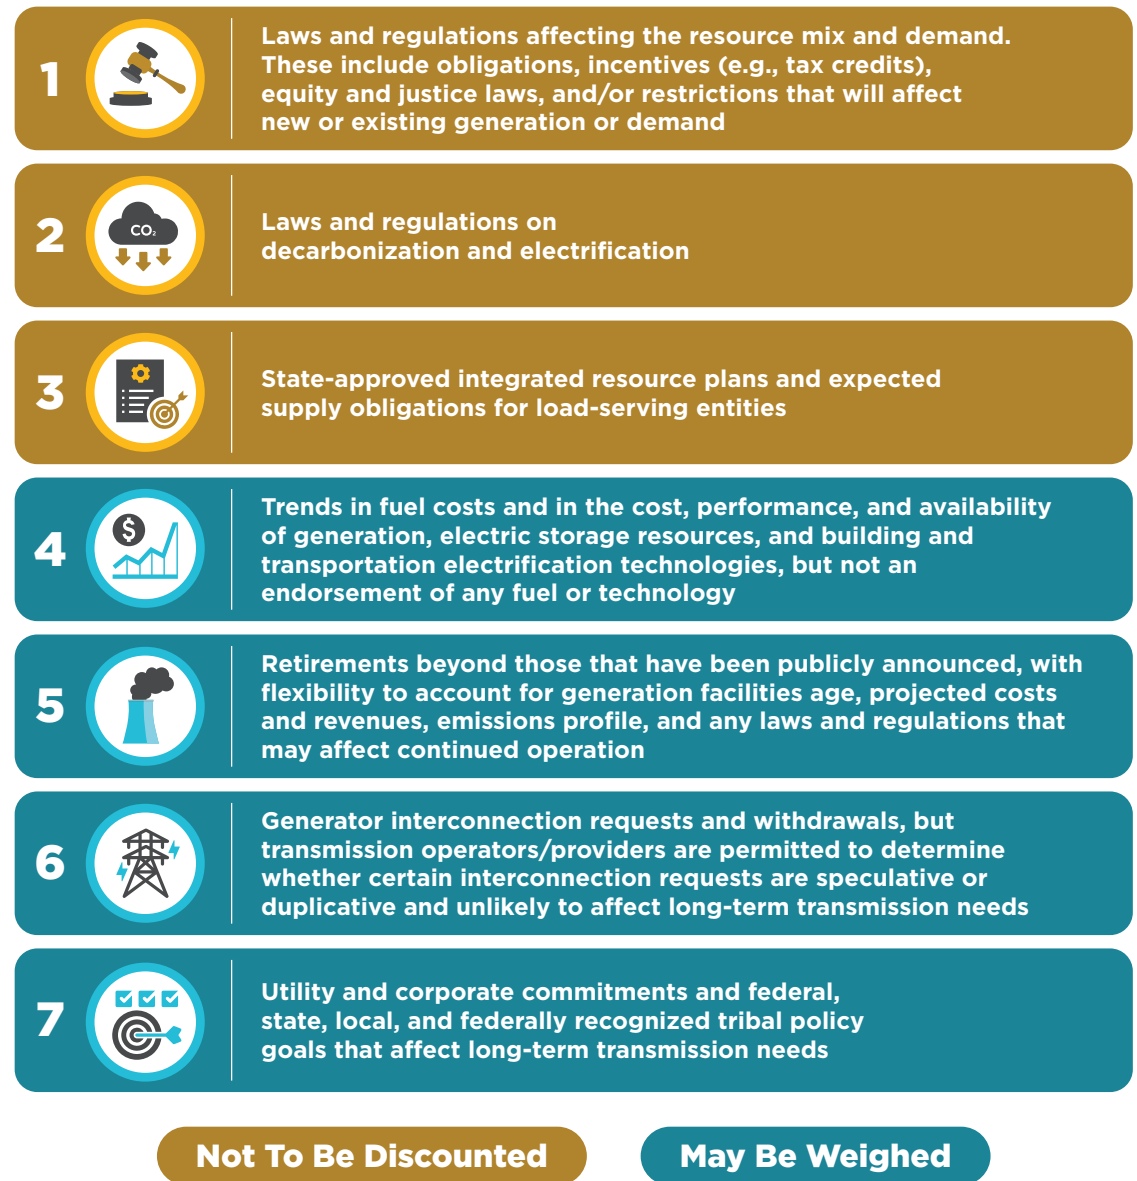 1
Laws and regulations affecting the resource mix and demand.
These include obligations, incentives (e.g., tax credits),
equity and justice laws, and/or restrictions that will affect
new or existing generation or demand
2
CO₂
Laws and regulations on
decarbonization and electrification
3
State-approved integrated resource plans and expected
supply obligations for load-serving entities
4
$
Trends in fuel costs and in the cost, performance, and availability
of generation, electric storage resources, and building and
transportation electrification technologies, but not an
endorsement of any fuel or technology
5
Retirements beyond those that have been publicly announced, with
flexibility to account for generation facilities age, projected costs
and revenues, emissions profile, and any laws and regulations that
may affect continued operation
6
Generator interconnection requests and withdrawals, but
transmission operators/providers are permitted to determine
whether certain interconnection requests are speculative or
duplicative and unlikely to affect long-term transmission needs
7
Utility and corporate commitments and federal,
state, local, and federally recognized tribal policy
goals that affect long-term transmission needs
Not To Be Discounted
May Be Weighed